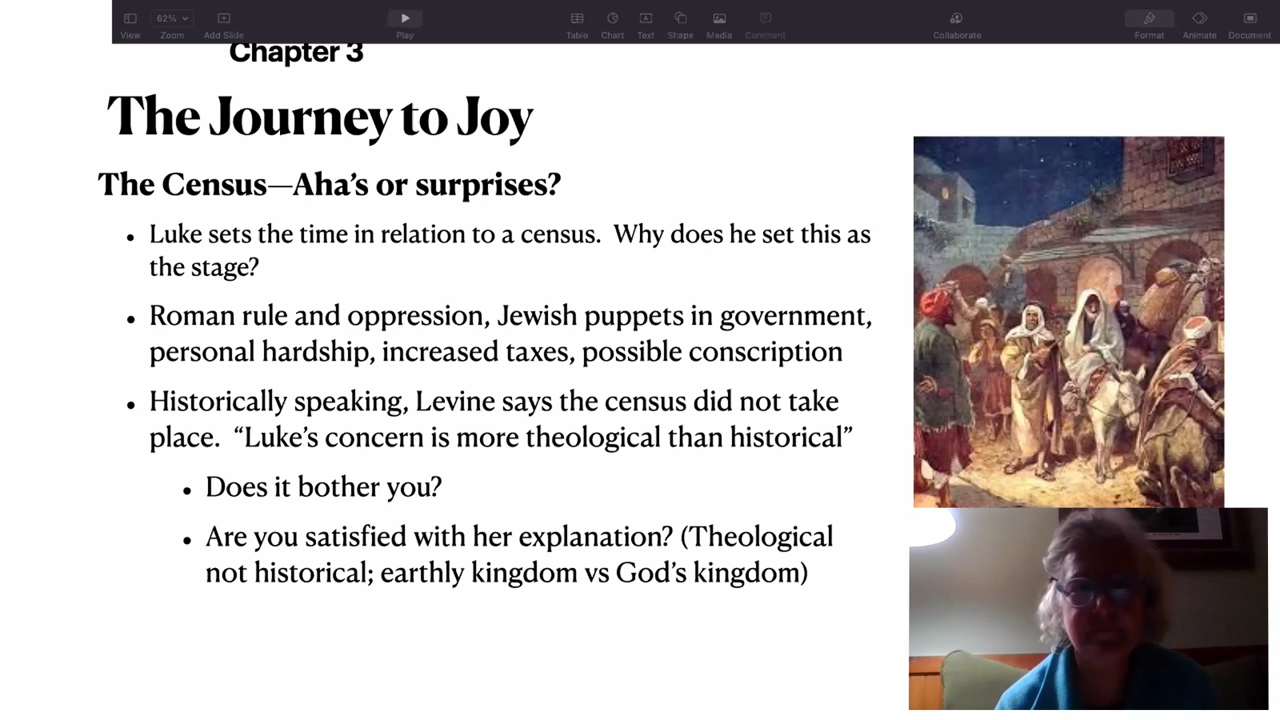 62%
View
Zoom
Add Slide
Play
Table
Chart
Text
Shape
Media
Comment
Collaborate
Format
Animate
Document
Chapter 3
The Journey to Joy
The Census—Aha’s or surprises?
• Luke sets the time in relation to a census.  Why does he set this as
the stage?
• Roman rule and oppression, Jewish puppets in government,
personal hardship, increased taxes, possible conscription
• Historically speaking, Levine says the census did not take
place.  “Luke’s concern is more theological than historical”
• Does it bother you?
• Are you satisfied with her explanation? (Theological
not historical; earthly kingdom vs God’s kingdom)